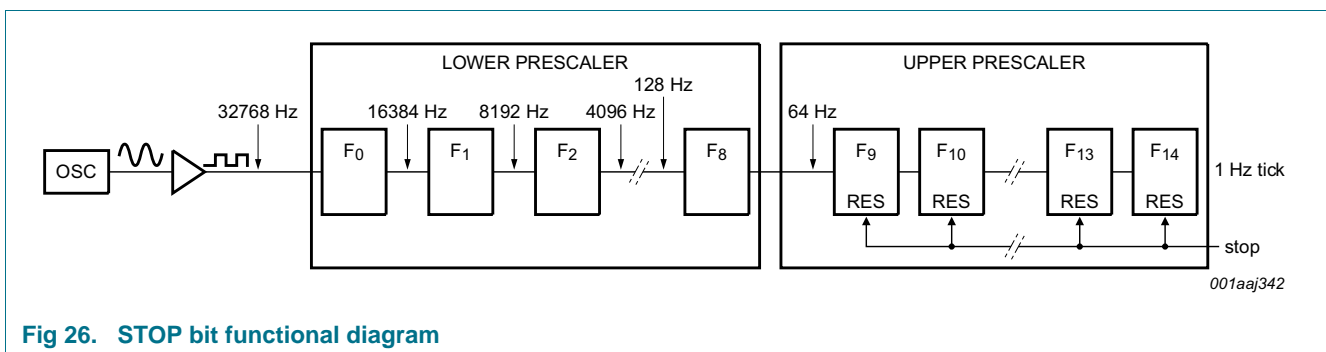 LOWER PRESCALER
UPPER PRESCALER
128 Hz
32768 Hz
16384 Hz
8192 Hz
4096 Hz
64 Hz
OSC
F0
F1
F2
F8
F9
F10
F13
F14
1 Hz tick
RES
RES
RES
RES
stop
001aaj342
Fig 26. STOP bit functional diagram